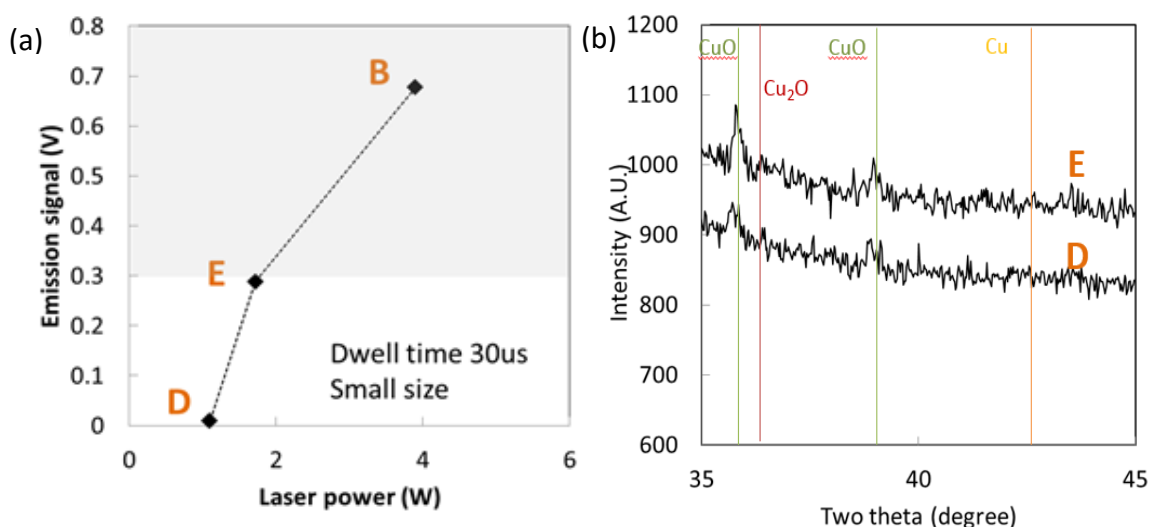 (a)
Emission signal (V)
0.8
0.7
0.6
0.5
0.4
0.3
0.2
0.1
0
B
E
D
Dwell time 30us
Small size
0
2
4
6
Laser power (W)
(b)
Intensity (A.U.)
1200
1100
1000
900
800
700
600
CuO
CuO
Cu
Cu₂O
E
D
35
40
45
Two theta (degree)